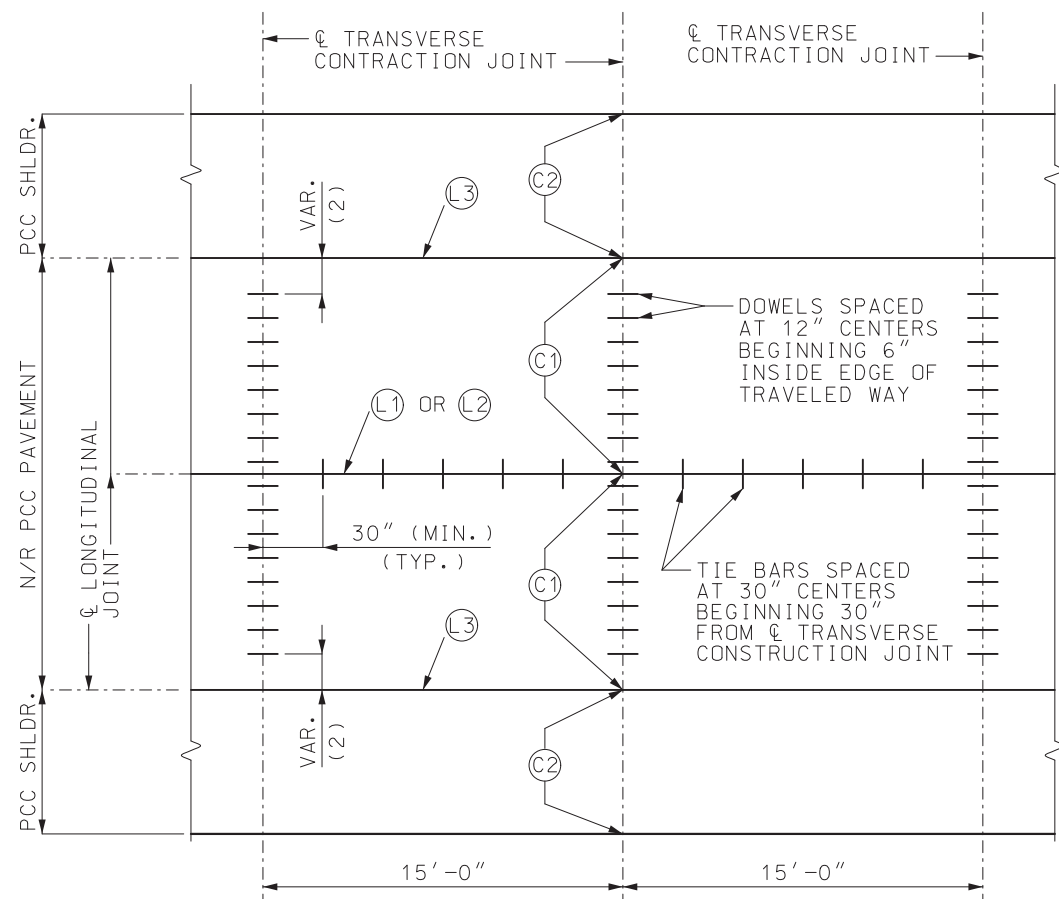 ℄ TRANSVERSE
CONTRACTION JOINT
℄ TRANSVERSE
CONTRACTION JOINT
PCC SHLDR.
VAR.
(2)
L3
C2
DOWELS SPACED
AT 12" CENTERS
BEGINNING 6"
INSIDE EDGE OF
TRAVELED WAY
C1
L1 OR L2
N/R PCC PAVEMENT
℄ LONGITUDINAL
JOINT
30" (MIN.)
(TYP.)
C1
TIE BARS SPACED
AT 30" CENTERS
BEGINNING 30"
FROM ℄ TRANSVERSE
CONSTRUCTION JOINT
L3
VAR.
(2)
C2
PCC SHLDR.
15'-0"
15'-0"